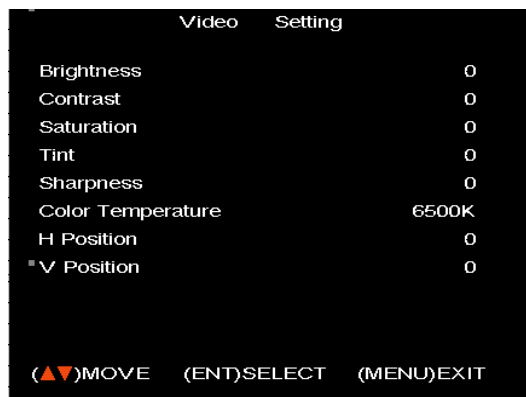 Video Setting
Brightness 0
Contrast 0
Saturation 0
Tint 0
Sharpness 0
Color Temperature 6500K
H Position 0
V Position 0
(▲▼)MOVE (ENT)SELECT (MENU)EXIT